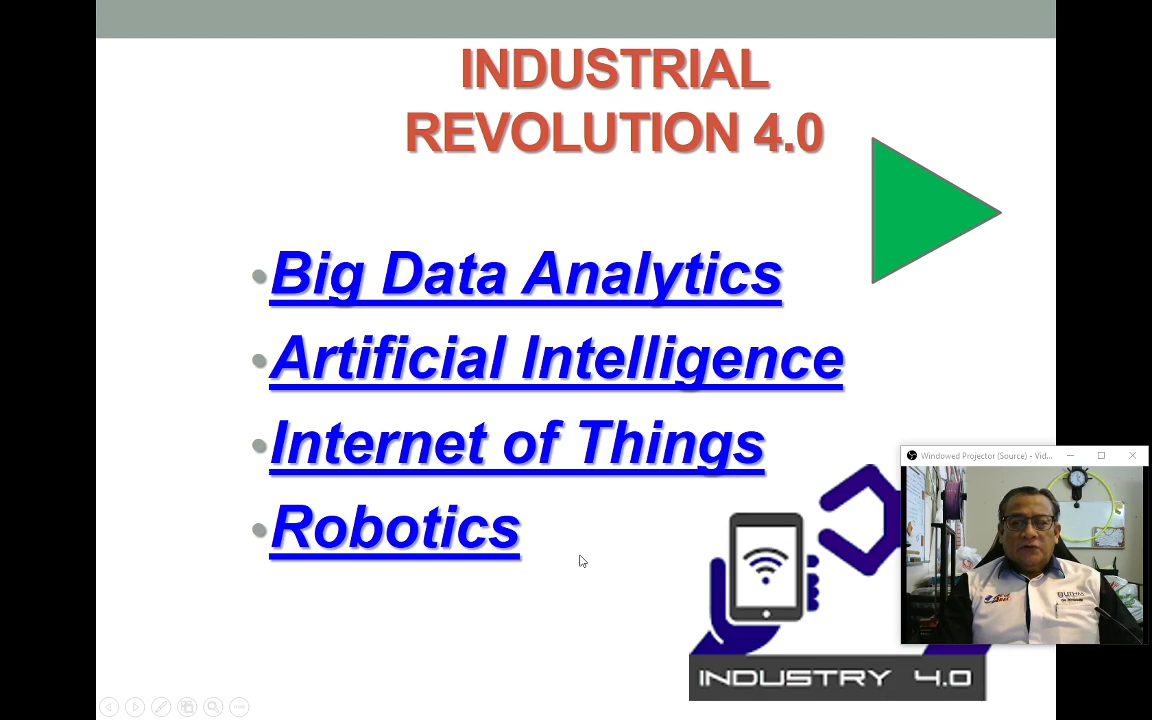 INDUSTRIAL
REVOLUTION 4.0
•Big Data Analytics
•Artificial Intelligence
•Internet of Things
•Robotics
Windowed Projector (Source) - Vid...
INDUSTRY 4.0